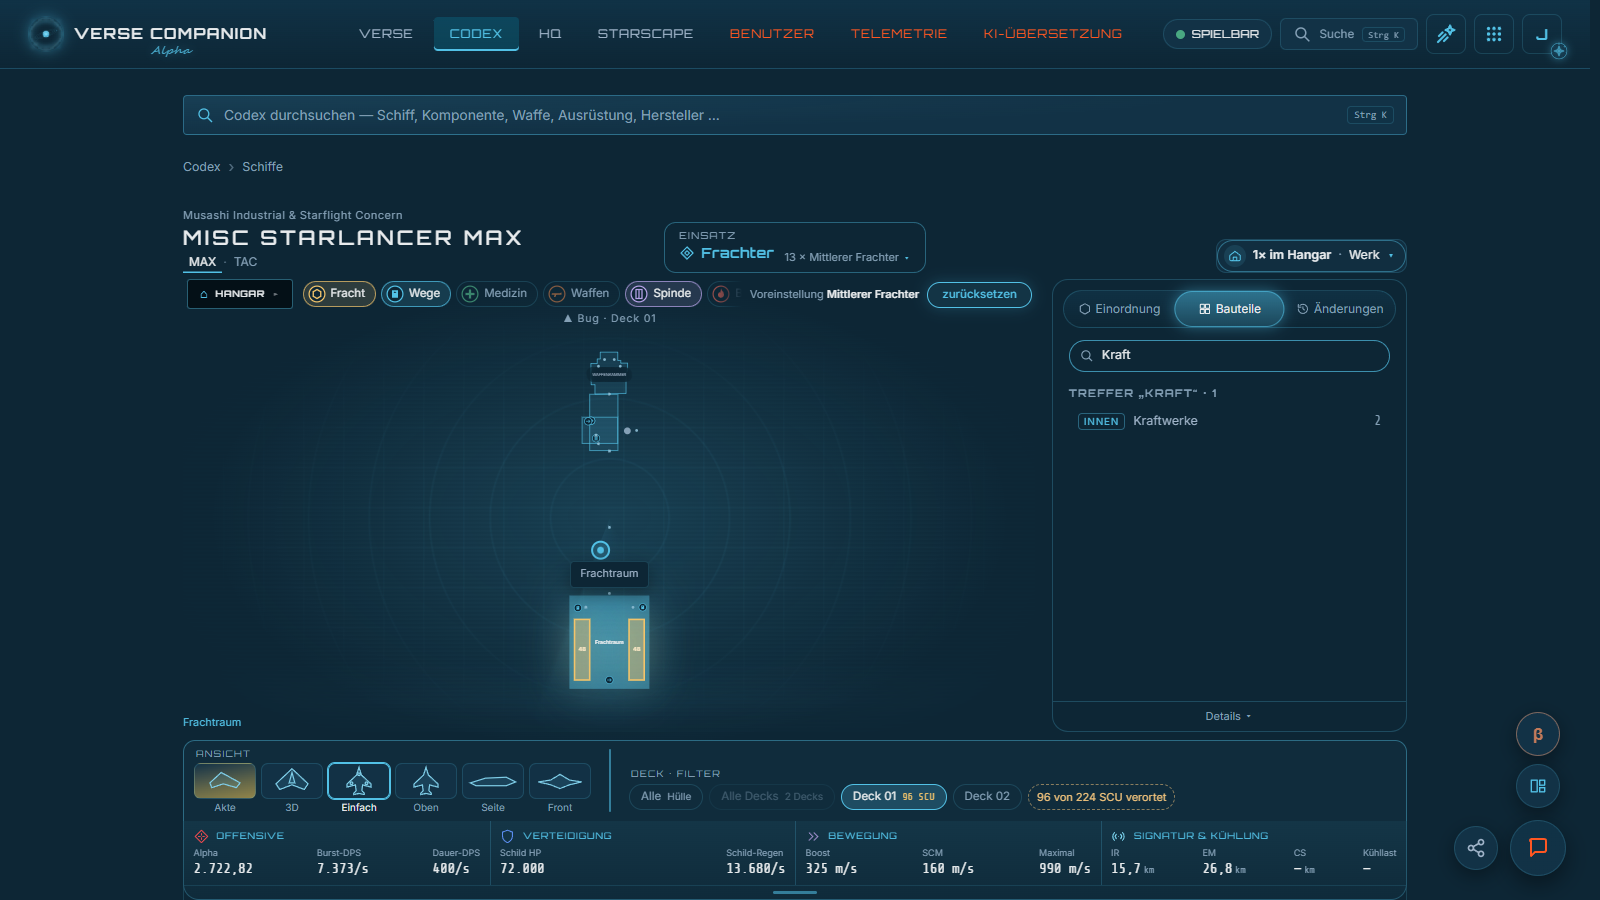 VERSE COMPANION
Alpha
VERSE
CODEX
HQ
STARSCAPE
BENUTZER
TELEMETRIE
KI-ÜBERSETZUNG
SPIELBAR
Suche
Strg K
J
Codex durchsuchen — Schiff, Komponente, Waffe, Ausrüstung, Hersteller ...
Strg K
Codex › Schiffe
Musashi Industrial & Starflight Concern
MISC STARLANCER MAX
MAX · TAC
EINSATZ
Frachter 13 × Mittlerer Frachter
1× im Hangar · Werk
HANGAR
Fracht
Wege
Medizin
Waffen
Spinde
Voreinstellung Mittlerer Frachter
zurücksetzen
▲ Bug · Deck 01
Frachtraum
Frachtraum
48
48
Frachtraum
Einordnung
Bauteile
Änderungen
Kraft
TREFFER „KRAFT“ · 1
INNEN Kraftwerke 2
Details
ANSICHT
Akte
3D
Einfach
Oben
Seite
Front
DECK · FILTER
Alle Hülle
Alle Decks 2 Decks
Deck 01 96 SCU
Deck 02
96 von 224 SCU verortet
OFFENSIVE
Alpha
2.722,82
Burst-DPS
7.373/s
Dauer-DPS
400/s
VERTEIDIGUNG
Schild HP
72.000
Schild-Regen
13.680/s
BEWEGUNG
Boost
325 m/s
SCM
160 m/s
Maximal
990 m/s
SIGNATUR & KÜHLUNG
IR
15,7 km
EM
26,8 km
CS
— km
Kühllast
—
β